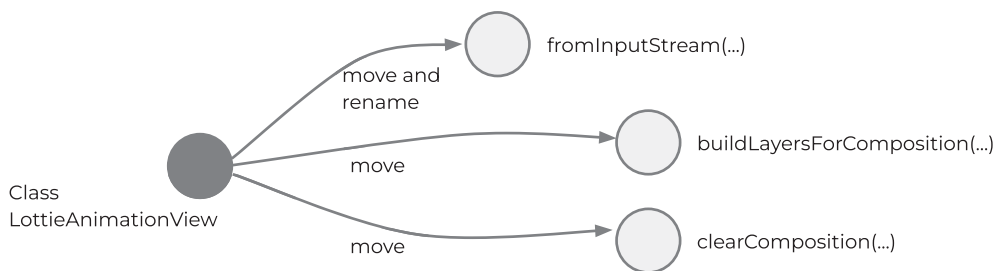 fromInputStream(...)
move and
rename
buildLayersForComposition(...)
move
Class
LottieAnimationView
clearComposition(...)
move